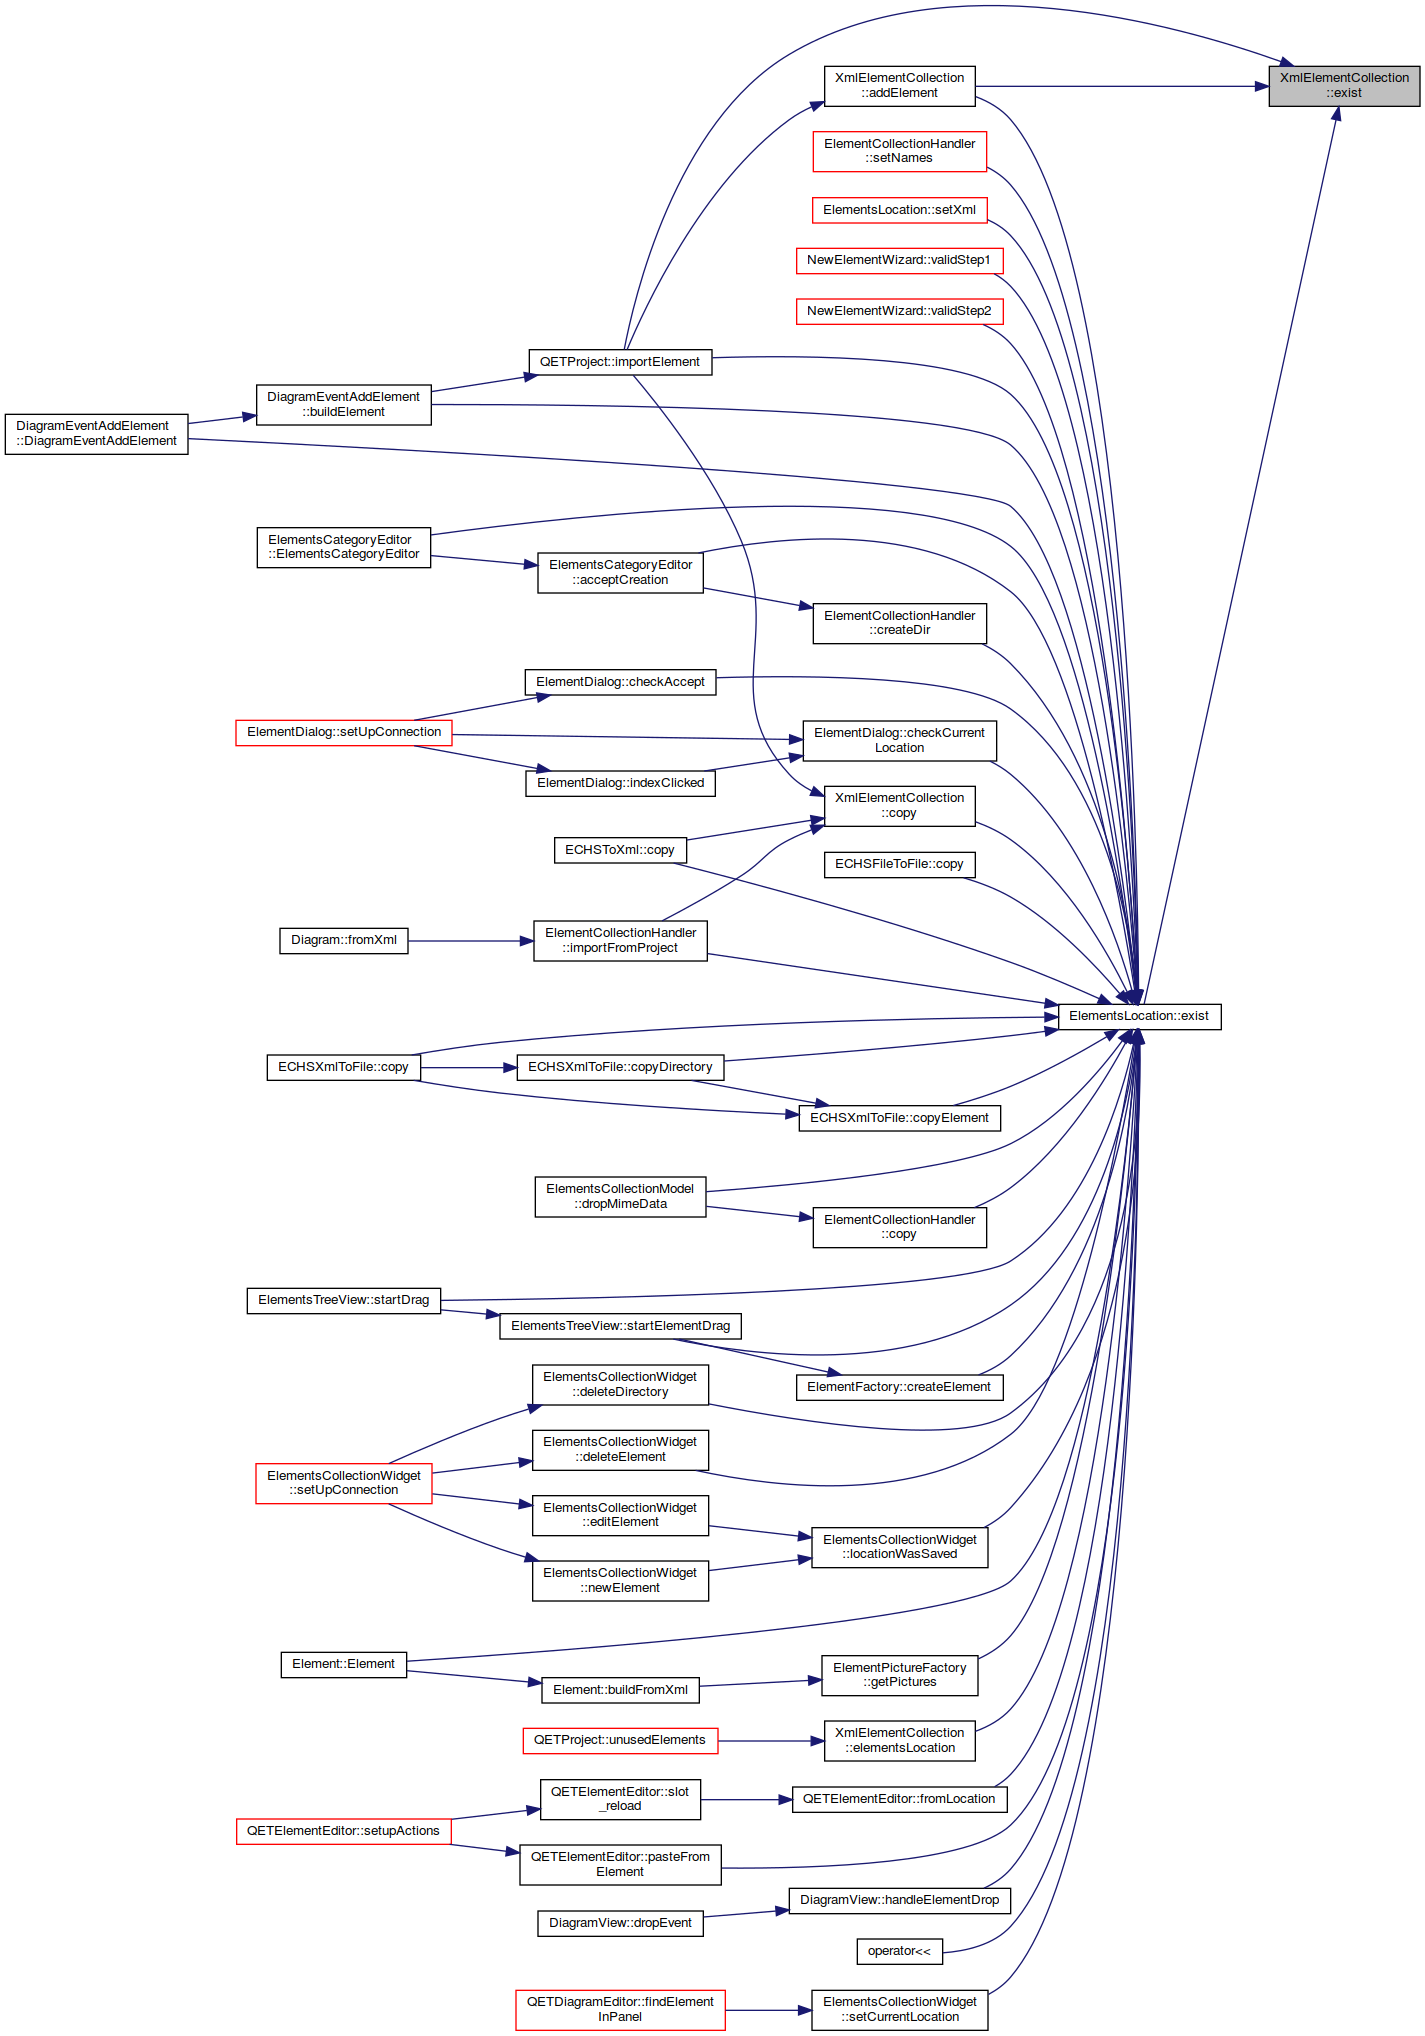 XmlElementCollection
::exist
XmlElementCollection
::addElement
ElementCollectionHandler
::setNames
ElementsLocation::setXml
NewElementWizard::validStep1
NewElementWizard::validStep2
QETProject::importElement
DiagramEventAddElement
::buildElement
DiagramEventAddElement
::DiagramEventAddElement
ElementsCategoryEditor
::ElementsCategoryEditor
ElementsCategoryEditor
::acceptCreation
ElementCollectionHandler
::createDir
ElementDialog::checkAccept
ElementDialog::setUpConnection
ElementDialog::checkCurrent
Location
ElementDialog::indexClicked
XmlElementCollection
::copy
ECHSToXml::copy
ECHSFileToFile::copy
Diagram::fromXml
ElementCollectionHandler
::importFromProject
ElementsLocation::exist
ECHSXmlToFile::copy
ECHSXmlToFile::copyDirectory
ECHSXmlToFile::copyElement
ElementsCollectionModel
::dropMimeData
ElementCollectionHandler
::copy
ElementsTreeView::startDrag
ElementsTreeView::startElementDrag
ElementFactory::createElement
ElementsCollectionWidget
::deleteDirectory
ElementsCollectionWidget
::deleteElement
ElementsCollectionWidget
::setUpConnection
ElementsCollectionWidget
::editElement
ElementsCollectionWidget
::locationWasSaved
ElementsCollectionWidget
::newElement
Element::Element
Element::buildFromXml
ElementPictureFactory
::getPictures
QETProject::unusedElements
XmlElementCollection
::elementsLocation
QETElementEditor::slot
_reload
QETElementEditor::fromLocation
QETElementEditor::setupActions
QETElementEditor::pasteFrom
Element
DiagramView::handleElementDrop
DiagramView::dropEvent
operator<<
QETDiagramEditor::findElement
InPanel
ElementsCollectionWidget
::setCurrentLocation